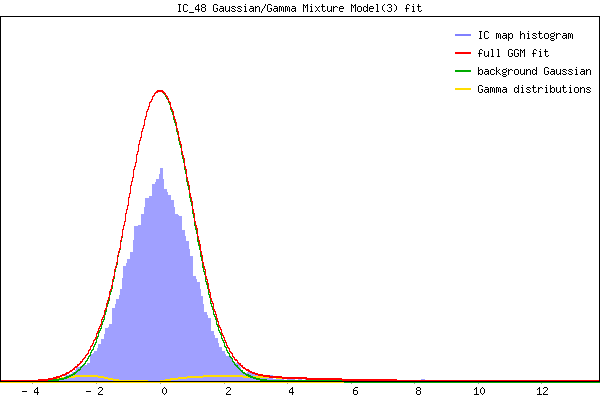 IC_48 Gaussian/Gamma Mixture Model(3) fit
IC map histogram
full GGM fit
background Gaussian
Gamma distributions
-4 -2 0 2 4 6 8 10 12